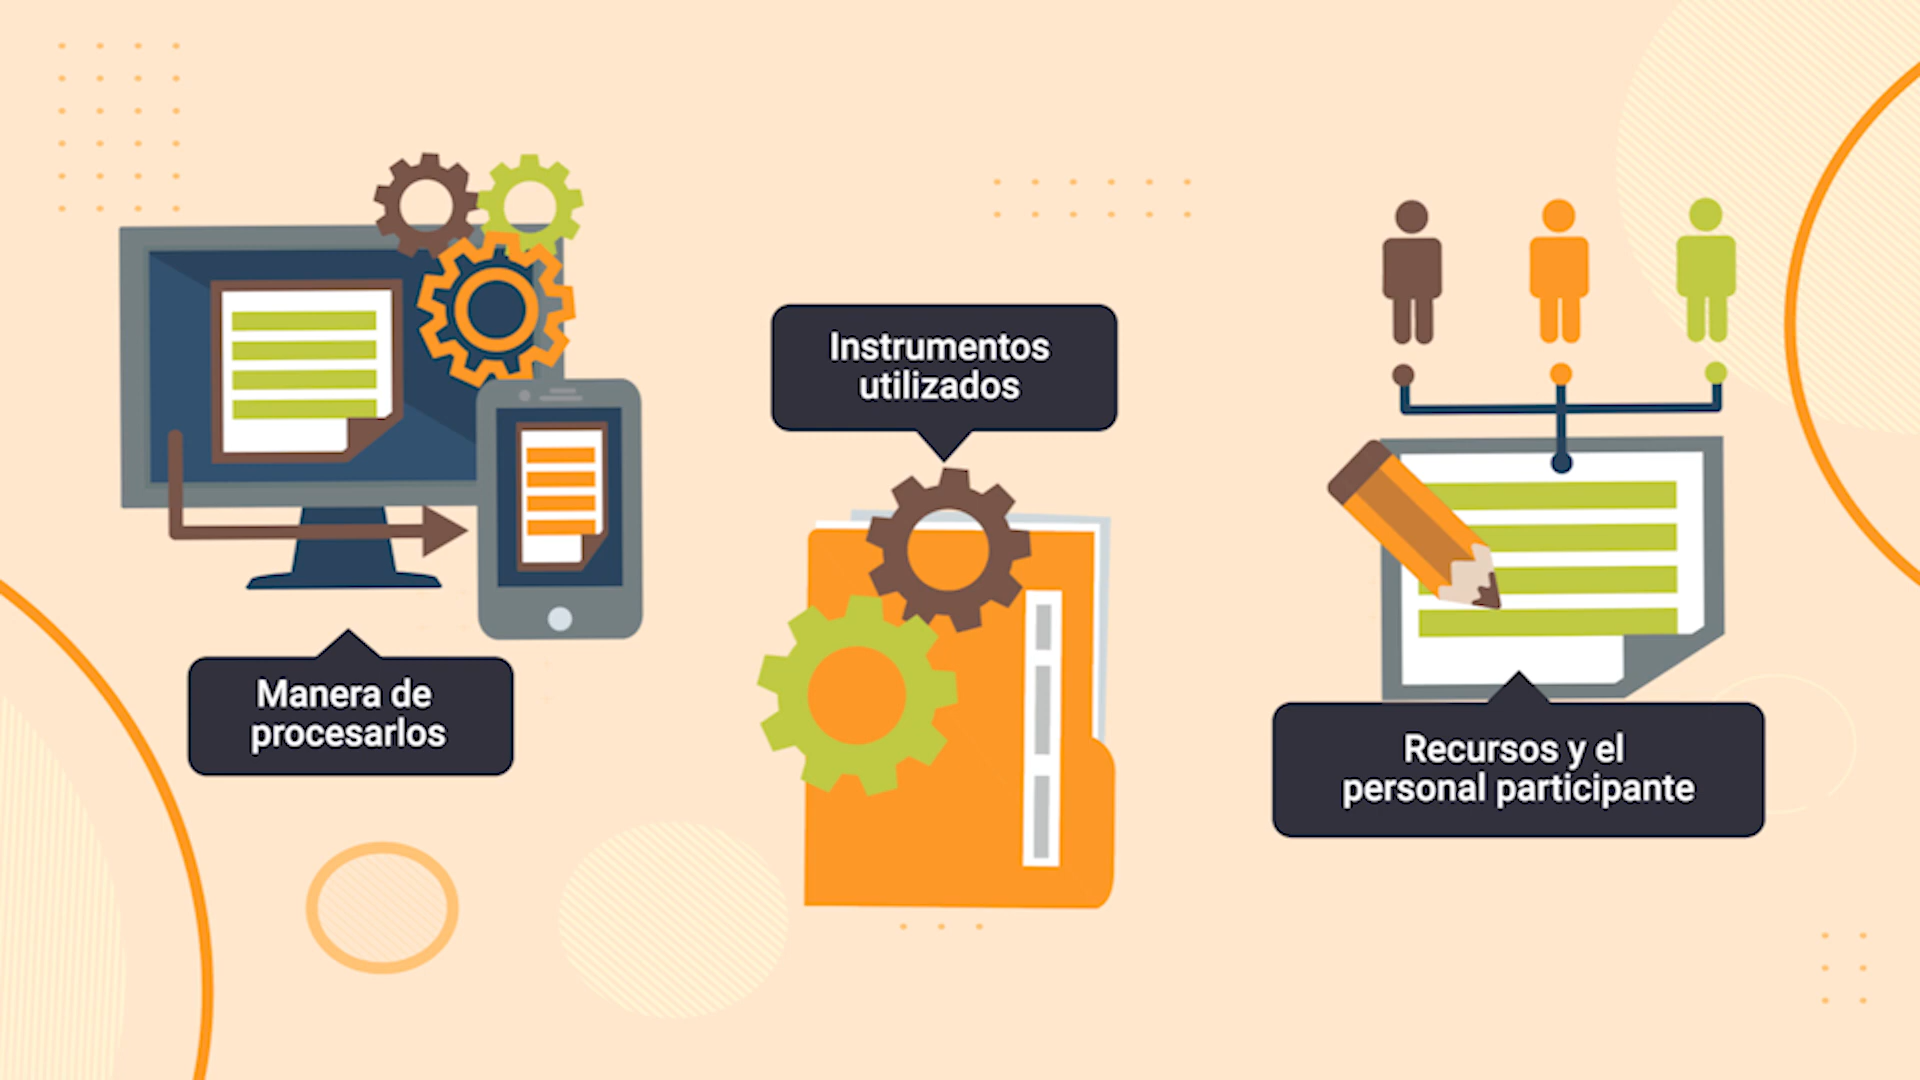 Manera de
procesarlos
Instrumentos
utilizados
Recursos y el
personal participante